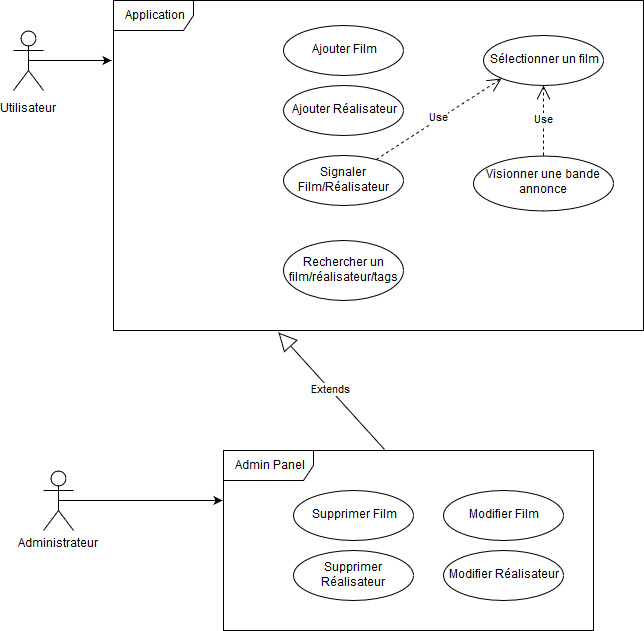 Application
Utilisateur
Ajouter Film
Sélectionner un film
Ajouter Réalisateur
Use
Use
Signaler
Film/Réalisateur
Visionner une bande
annonce
Rechercher un
film/réalisateur/tags
Extends
Administrateur
Admin Panel
Supprimer Film
Modifier Film
Supprimer
Réalisateur
Modifier Réalisateur